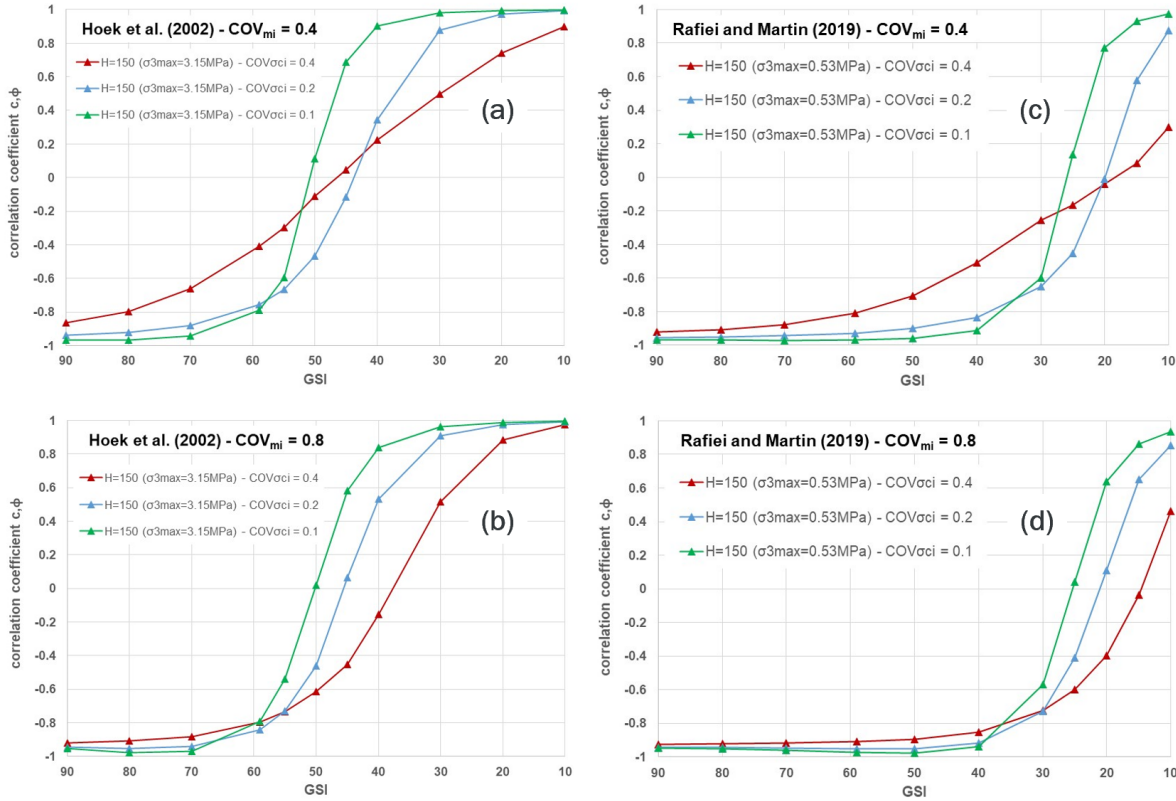 Hoek et al. (2002) - COVmi = 0.4
H=150 (σ3max=3.15MPa) - COVσci = 0.4
H=150 (σ3max=3.15MPa) - COVσci = 0.2
H=150 (σ3max=3.15MPa) - COVσci = 0.1
(a)
correlation coefficient c,ϕ
1
0.8
0.6
0.4
0.2
0
-0.2
-0.4
-0.6
-0.8
-1
90 80 70 60 50 40 30 20 10
GSI
Rafiei and Martin (2019) - COVmi = 0.4
H=150 (σ3max=0.53MPa) - COVσci = 0.4
H=150 (σ3max=0.53MPa) - COVσci = 0.2
H=150 (σ3max=0.53MPa) - COVσci = 0.1
(c)
correlation coefficient c,ϕ
1
0.8
0.6
0.4
0.2
0
-0.2
-0.4
-0.6
-0.8
-1
90 80 70 60 50 40 30 20 10
GSI
Hoek et al. (2002) - COVmi = 0.8
H=150 (σ3max=3.15MPa) - COVσci = 0.4
H=150 (σ3max=3.15MPa) - COVσci = 0.2
H=150 (σ3max=3.15MPa) - COVσci = 0.1
(b)
correlation coefficient c,ϕ
1
0.8
0.6
0.4
0.2
0
-0.2
-0.4
-0.6
-0.8
-1
90 80 70 60 50 40 30 20 10
GSI
Rafiei and Martin (2019) - COVmi = 0.8
H=150 (σ3max=0.53MPa) - COVσci = 0.4
H=150 (σ3max=0.53MPa) - COVσci = 0.2
H=150 (σ3max=0.53MPa) - COVσci = 0.1
(d)
correlation coefficient c,ϕ
1
0.8
0.6
0.4
0.2
0
-0.2
-0.4
-0.6
-0.8
-1
90 80 70 60 50 40 30 20 10
GSI